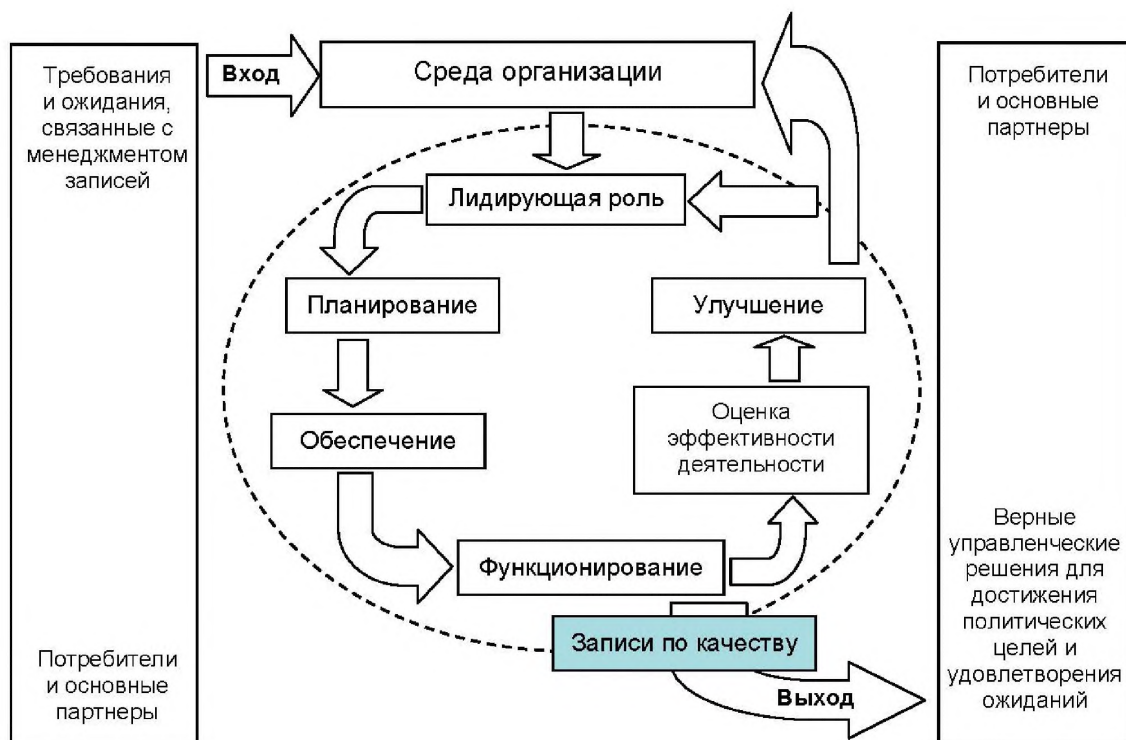 Требования
и ожидания,
связанные с
менеджментом
записей
Потребители
и основные
партнеры
Вход
Среда организации
Лидирующая роль
Планирование
Обеспечение
Функционирование
Оценка
эффективности
деятельности
Улучшение
Записи по качеству
Выход
Потребители
и основные
партнеры
Верные
управленческие
решения для
достижения
политических
целей и
удовлетворения
ожиданий